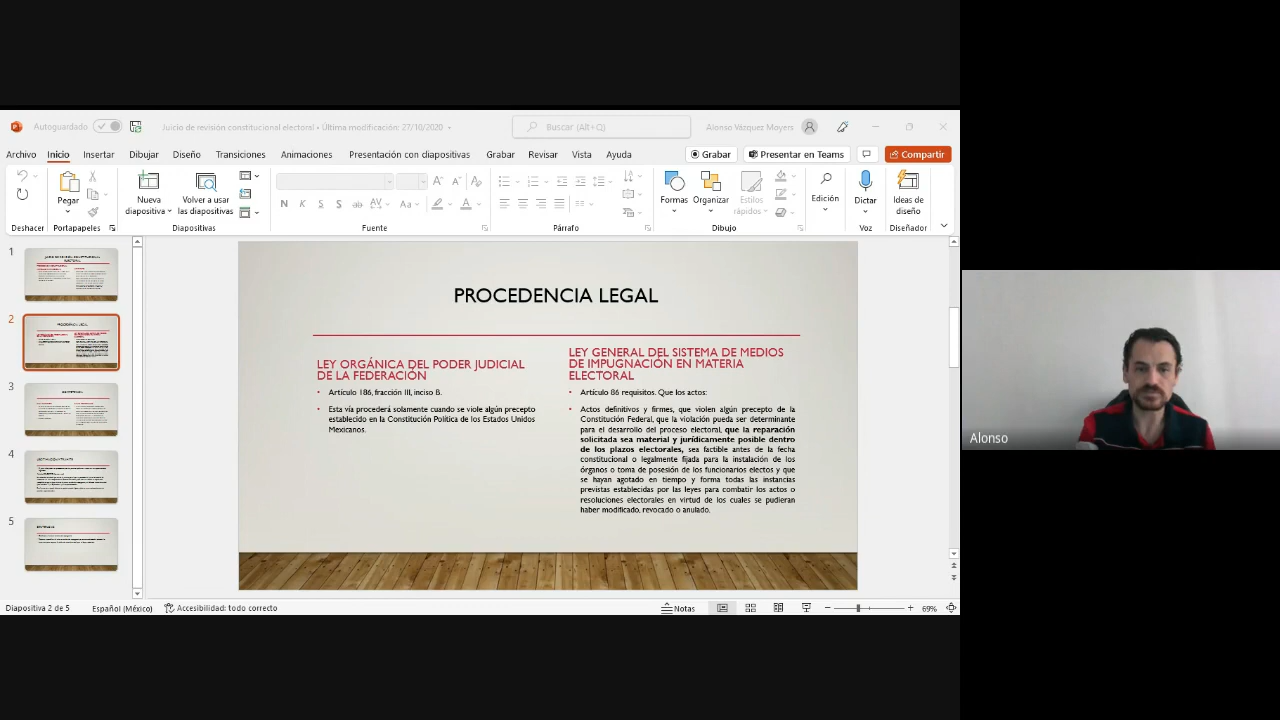 Autoguardado
Juicio de revisión constitucional electoral • Última modificación: 27/10/2020
Buscar (Alt+Q)
Alonso Vázquez Moyers
Archivo Inicio Insertar Dibujar Diseño Transiciones Animaciones Presentación con diapositivas Grabar Revisar Vista Ayuda
Grabar Presentar en Teams Compartir
Pegar
Nueva diapositiva
Volver a usar las diapositivas
N K S ab AV Aa A
Formas Organizar Estilos rápidos
Edición
Dictar
Ideas de diseño
Deshacer Portapapeles Diapositivas Fuente Párrafo Dibujo Voz Diseñador
1
2
3
4
5
PROCEDENCIA LEGAL
LEY ORGÁNICA DEL PODER JUDICIAL
DE LA FEDERACIÓN
• Artículo 186, fracción III, inciso B.
• Esta vía procederá solamente cuando se viole algún precepto
establecido en la Constitución Política de los Estados Unidos
Mexicanos.
LEY GENERAL DEL SISTEMA DE MEDIOS
DE IMPUGNACIÓN EN MATERIA
ELECTORAL
• Artículo 86 requisitos. Que los actos:
• Actos definitivos y firmes, que violen algún precepto de la
Constitución Federal, que la violación pueda ser determinante
para el desarrollo del proceso electoral, que la reparación
solicitada sea material y jurídicamente posible dentro
de los plazos electorales, sea factible antes de la fecha
constitucional o legalmente fijada para la instalación de los
órganos o toma de posesión de los funcionarios electos y que
se hayan agotado en tiempo y forma todas las instancias
previstas establecidas por las leyes para combatir los actos o
resoluciones electorales en virtud de los cuales se pudieran
haber modificado, revocado o anulado.
Alonso
Diapositiva 2 de 5 Español (México) Accesibilidad: todo correcto Notas 69%